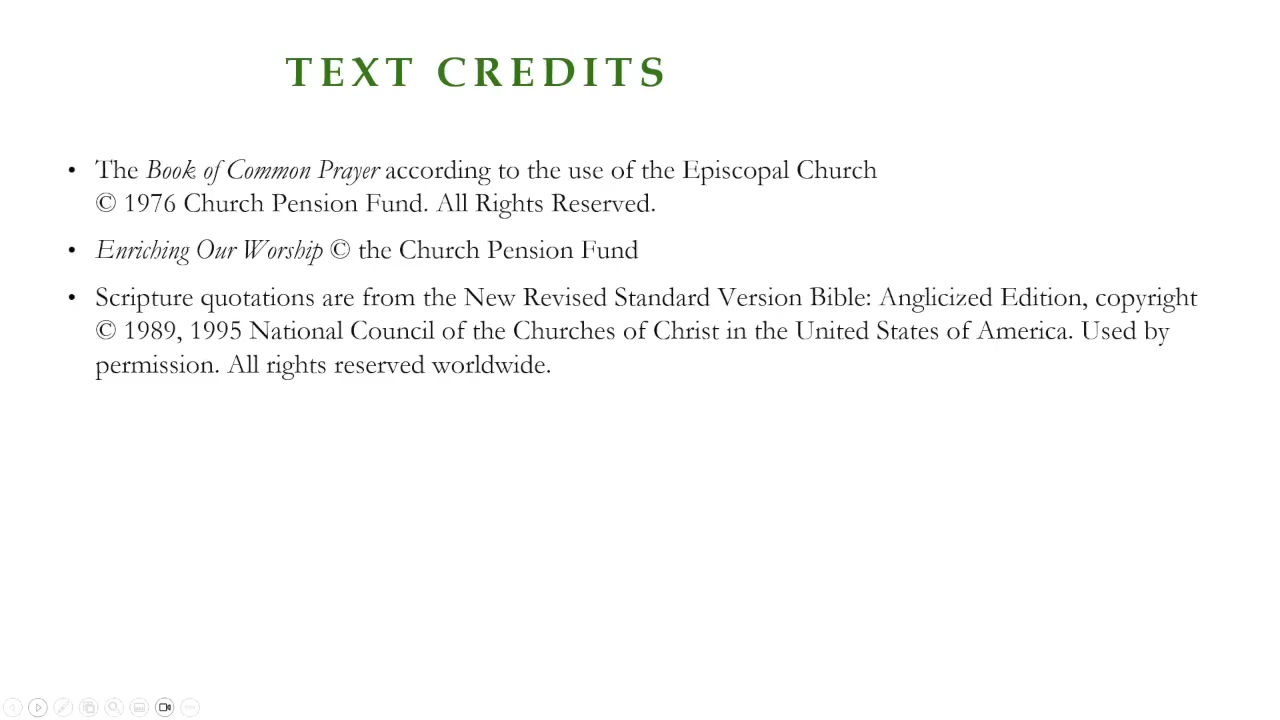 TEXT CREDITS
• The Book of Common Prayer according to the use of the Episcopal Church
© 1976 Church Pension Fund. All Rights Reserved.
• Enriching Our Worship © the Church Pension Fund
• Scripture quotations are from the New Revised Standard Version Bible: Anglicized Edition, copyright
© 1989, 1995 National Council of the Churches of Christ in the United States of America. Used by
permission. All rights reserved worldwide.